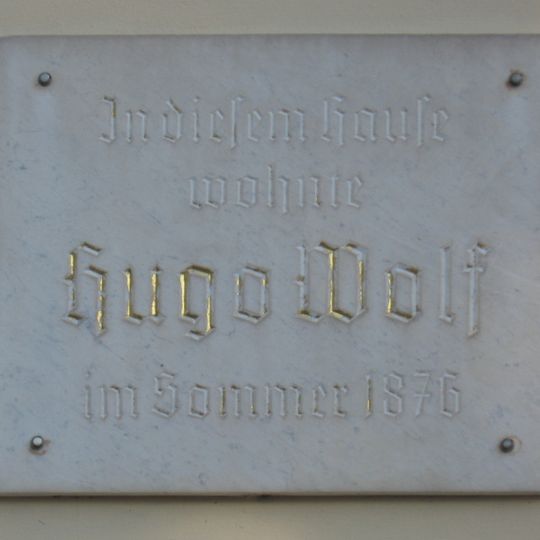 In diesem Hause
wohnte
Hugo Wolf
im Sommer 1876